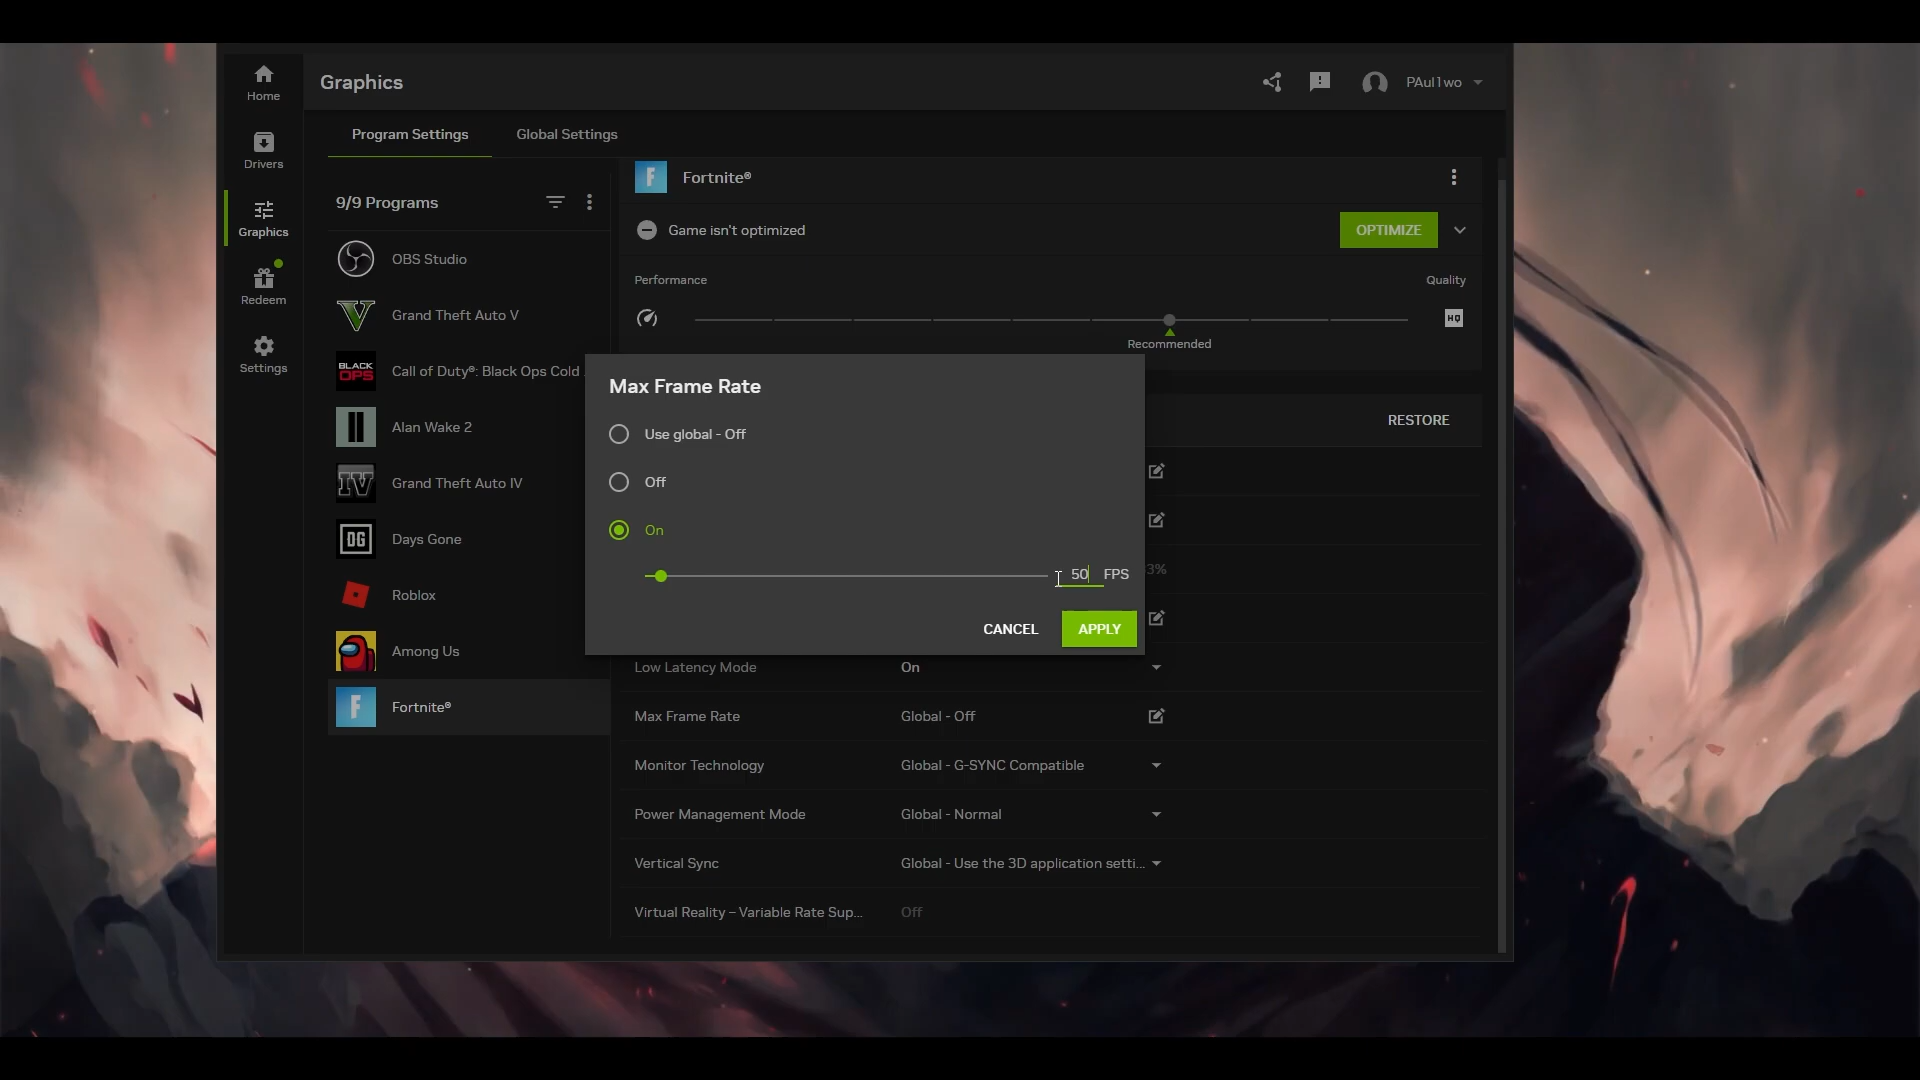 Graphics
PAul1wo
Home
Drivers
Graphics
Redeem
Settings
Program Settings
Global Settings
9/9 Programs
OBS Studio
Grand Theft Auto V
BLACK OPS
Call of Duty®: Black Ops Cold
Alan Wake 2
IV
Grand Theft Auto IV
DG
Days Gone
Roblox
Among Us
F
Fortnite®
F
Fortnite®
Game isn't optimized
OPTIMIZE
Performance
Quality
HQ
Recommended
RESTORE
Max Frame Rate
Use global - Off
Off
On
50 FPS
3%
CANCEL
APPLY
Low Latency Mode
On
Max Frame Rate
Global - Off
Monitor Technology
Global - G-SYNC Compatible
Power Management Mode
Global - Normal
Vertical Sync
Global - Use the 3D application setti...
Virtual Reality – Variable Rate Sup...
Off